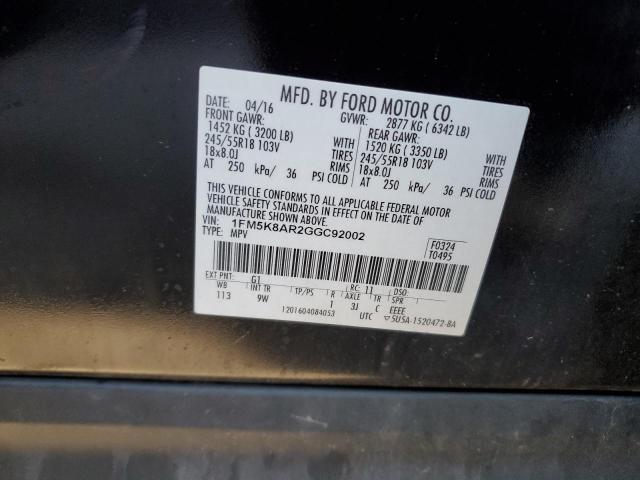 MFD. BY FORD MOTOR CO.
DATE: 04/16 GVWR: 2877 KG ( 6342 LB)
FRONT GAWR: REAR GAWR:
1452 KG ( 3200 LB) WITH 1520 KG ( 3350 LB) WITH
245/55R18 103V TIRES 245/55R18 103V TIRES
18x8.0J RIMS 18x8.0J RIMS
AT 250 kPa/ 36 PSI COLD AT 250 kPa/ 36 PSI COLD
THIS VEHICLE CONFORMS TO ALL APPLICABLE FEDERAL MOTOR
VEHICLE SAFETY STANDARDS IN EFFECT ON THE DATE OF
MANUFACTURE SHOWN ABOVE.
VIN: 1FM5K8AR2GGC92002
TYPE: MPV
F0324
T0495
EXT PNT: G1 RC: 11 DSO:
WB INT TR TP/PS R AXLE TR SPR
113 9W 1 3J C EEEE
1201604084053 UTC ▽5U5A-1520472-BA